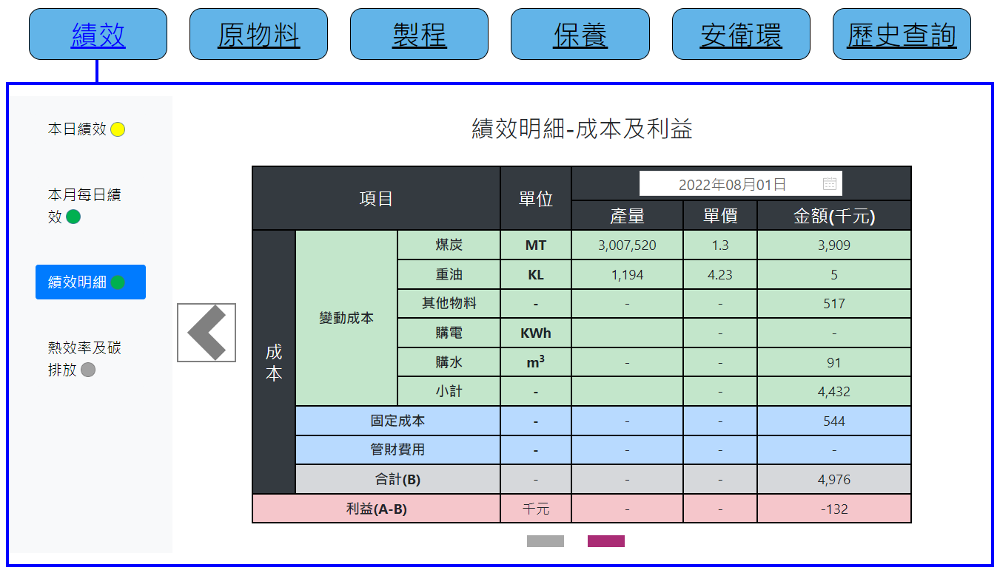 績效 原物料 製程 保養 安衛環 歷史查詢
本日績效
本月每日績
效
績效明細
熱效率及碳
排放
績效明細-成本及利益
項目 單位 2022年08月01日
產量 單價 金額(千元)
成本
變動成本
煤炭 MT 3,007,520 1.3 3,909
重油 KL 1,194 4.23 5
其他物料 - - - 517
購電 KWh - -
購水 m³ - - 91
小計 - - 4,432
固定成本 - - - 544
管財費用 - - - -
合計(B) - - - 4,976
利益(A-B) 千元 - - -132